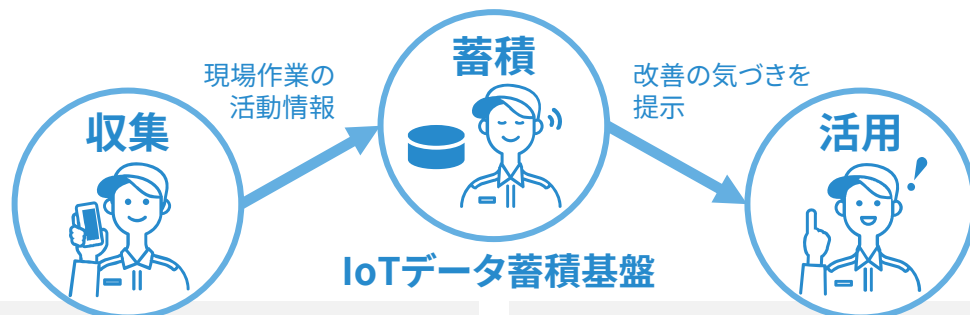 収集
現場作業の
活動情報
蓄積
IoTデータ蓄積基盤
改善の気づきを
提示
活用